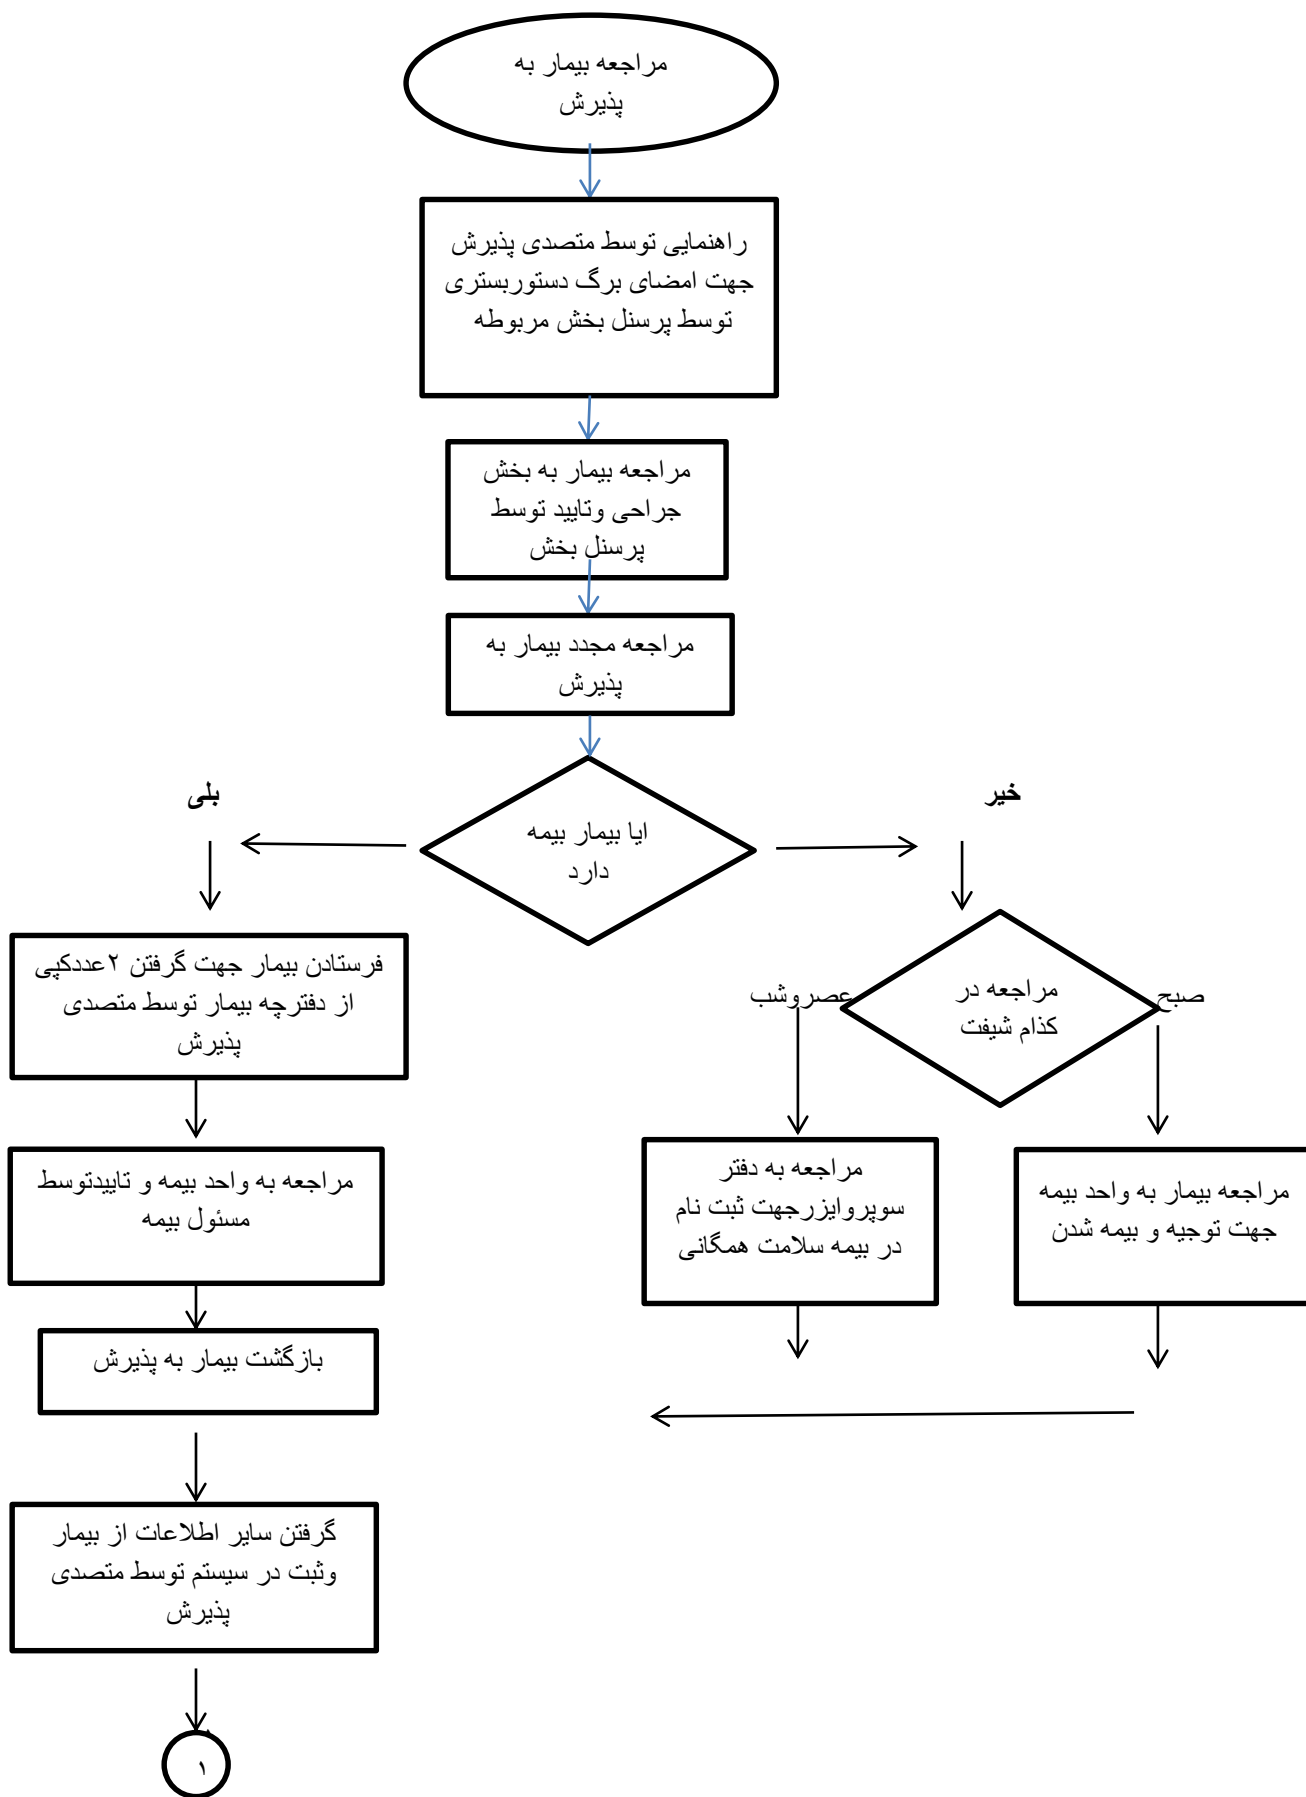 مراجعه بیمار به
پذیرش
راهنمایی توسط متصدی پذیرش
جهت امضای برگ دستوربستری
توسط پرسنل بخش مربوطه
مراجعه بیمار به بخش
جراحی وتایید توسط
پرسنل بخش
مراجعه مجدد بیمار به
پذیرش
خیر
بلی
ایا بیمار بیمه
دارد
صبح
مراجعه در
کدام شیفت
عصروشب
فرستادن بیمار جهت گرفتن ۲عددکپی
از دفترچه بیمار توسط متصدی
پذیرش
مراجعه بیمار به واحد بیمه
جهت توجیه و بیمه شدن
مراجعه به دفتر
سوپروایزرجهت ثبت نام
در بیمه سلامت همگانی
مراجعه به واحد بیمه و تاییدتوسط
مسئول بیمه
بازگشت بیمار به پذیرش
گرفتن سایر اطلاعات از بیمار
وثبت در سیستم توسط متصدی
پذیرش
۱